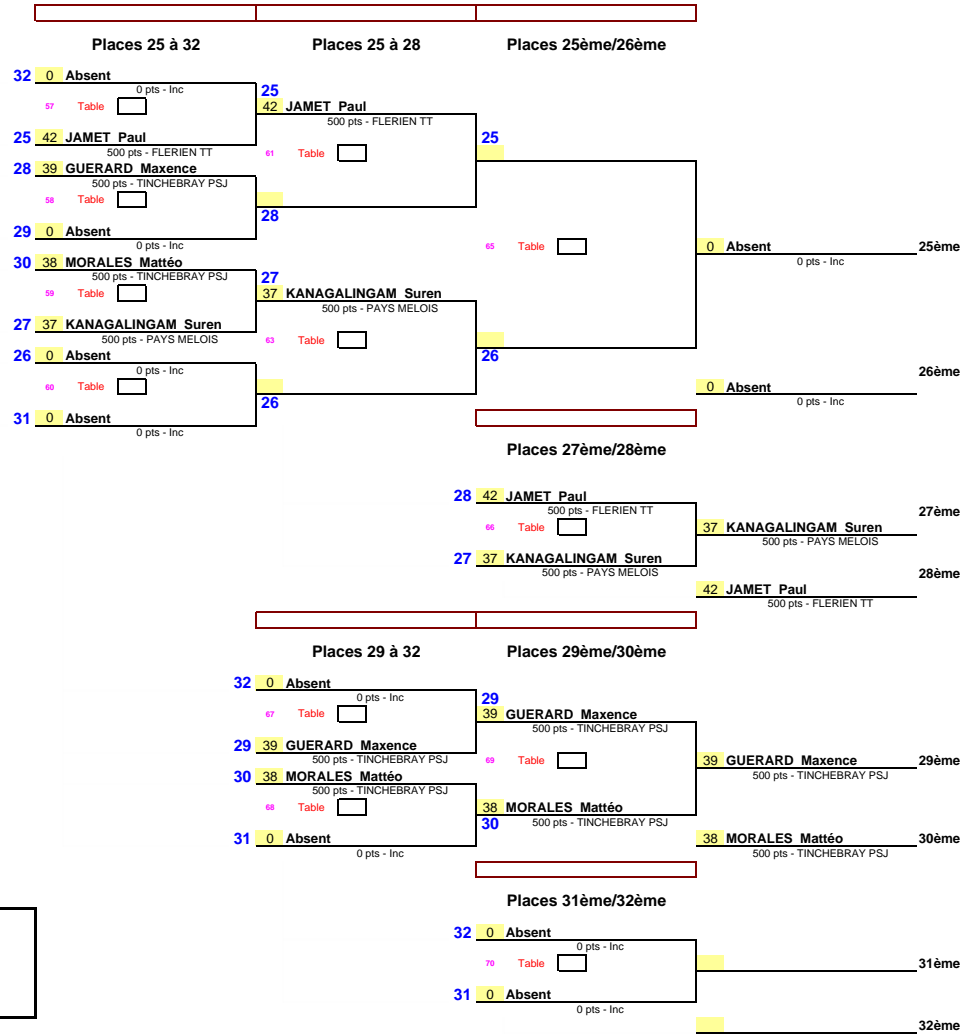 Places 25 à 32 Places 25 à 28 Places 25ème/26ème
32 0 Absent
0 pts - Inc
25
57 Table
42 JAMET Paul
500 pts - FLERIEN TT
25 42 JAMET Paul
500 pts - FLERIEN TT
25
61 Table
28 39 GUERARD Maxence
500 pts - TINCHEBRAY PSJ
58 Table
28
29 0 Absent
0 pts - Inc
65 Table
0 Absent 25ème
0 pts - Inc
30 38 MORALES Mattéo
500 pts - TINCHEBRAY PSJ
27
59 Table
37 KANAGALINGAM Suren
500 pts - PAYS MELOIS
27 37 KANAGALINGAM Suren
500 pts - PAYS MELOIS
63 Table
26 0 Absent
0 pts - Inc
26
26ème
60 Table
0 Absent
0 pts - Inc
26
31 0 Absent
0 pts - Inc
Places 27ème/28ème
28 42 JAMET Paul
500 pts - FLERIEN TT
27ème
66 Table
37 KANAGALINGAM Suren
500 pts - PAYS MELOIS
27 37 KANAGALINGAM Suren
500 pts - PAYS MELOIS
28ème
42 JAMET Paul
500 pts - FLERIEN TT
Places 29 à 32 Places 29ème/30ème
32 0 Absent
0 pts - Inc
29
67 Table
39 GUERARD Maxence
500 pts - TINCHEBRAY PSJ
29 39 GUERARD Maxence
500 pts - TINCHEBRAY PSJ
69 Table
39 GUERARD Maxence 29ème
500 pts - TINCHEBRAY PSJ
30 38 MORALES Mattéo
500 pts - TINCHEBRAY PSJ
68 Table
38 MORALES Mattéo
30 500 pts - TINCHEBRAY PSJ
31 0 Absent
0 pts - Inc
38 MORALES Mattéo 30ème
500 pts - TINCHEBRAY PSJ
Places 31ème/32ème
32 0 Absent
0 pts - Inc
70 Table
31ème
31 0 Absent
0 pts - Inc
32ème